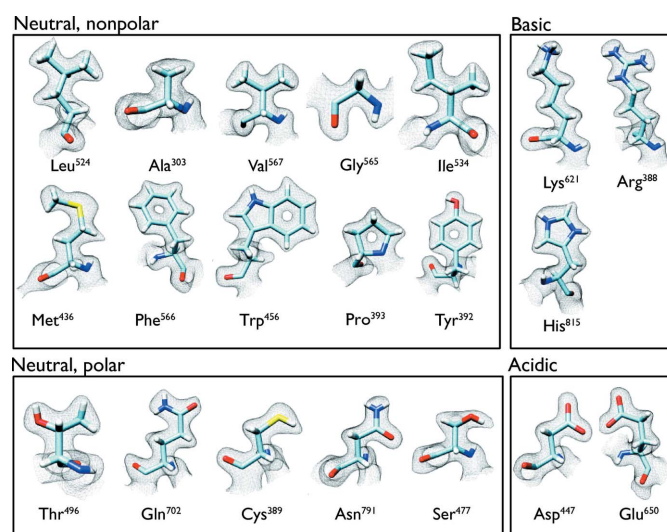 Neutral, nonpolar
Basic
Leu524 Ala303 Val567 Gly565 Ile534
Lys621 Arg388
Met436 Phe566 Trp456 Pro393 Tyr392
His815
Neutral, polar
Acidic
Thr496 Gln702 Cys389 Asn791 Ser477
Asp447 Glu650